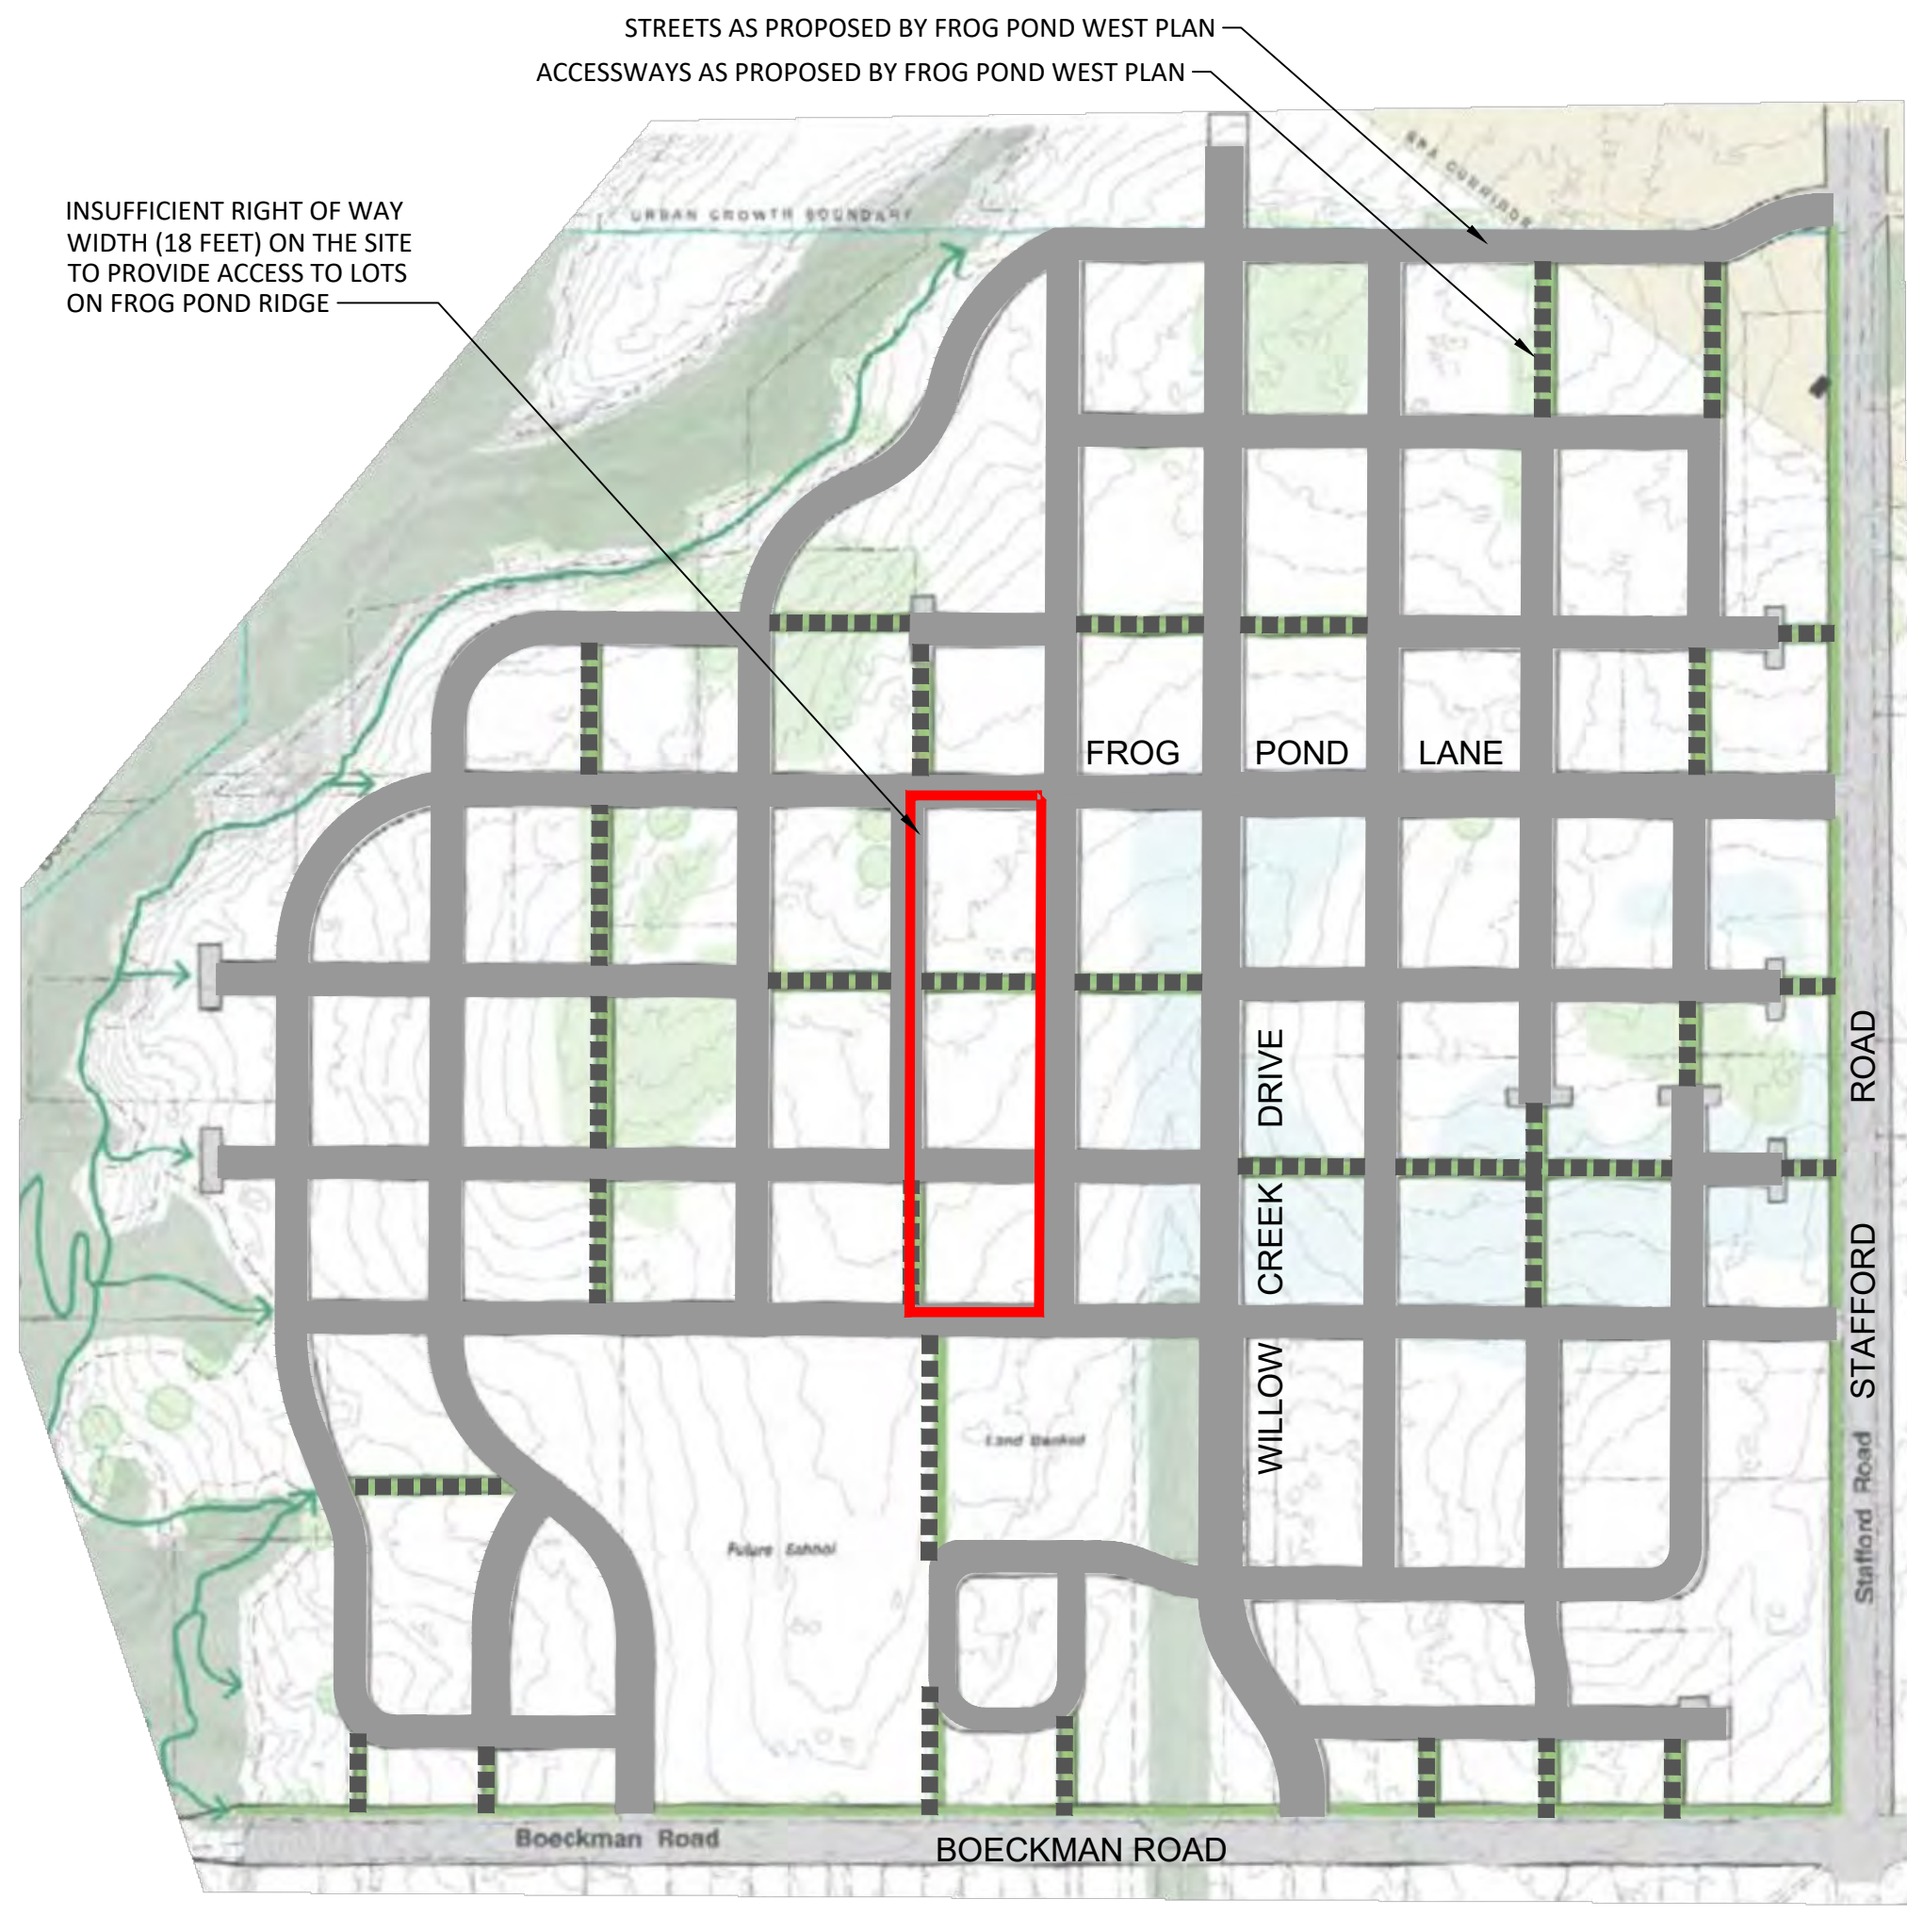 STREETS AS PROPOSED BY FROG POND WEST PLAN
ACCESSWAYS AS PROPOSED BY FROG POND WEST PLAN
BPA CORRIDOR
INSUFFICIENT RIGHT OF WAY
WIDTH (18 FEET) ON THE SITE
TO PROVIDE ACCESS TO LOTS
ON FROG POND RIDGE
URBAN GROWTH BOUNDARY
FROG POND LANE
WILLOW CREEK DRIVE
STAFFORD ROAD
Land Banked
Stafford Road
Future School
Boeckman Road
BOECKMAN ROAD